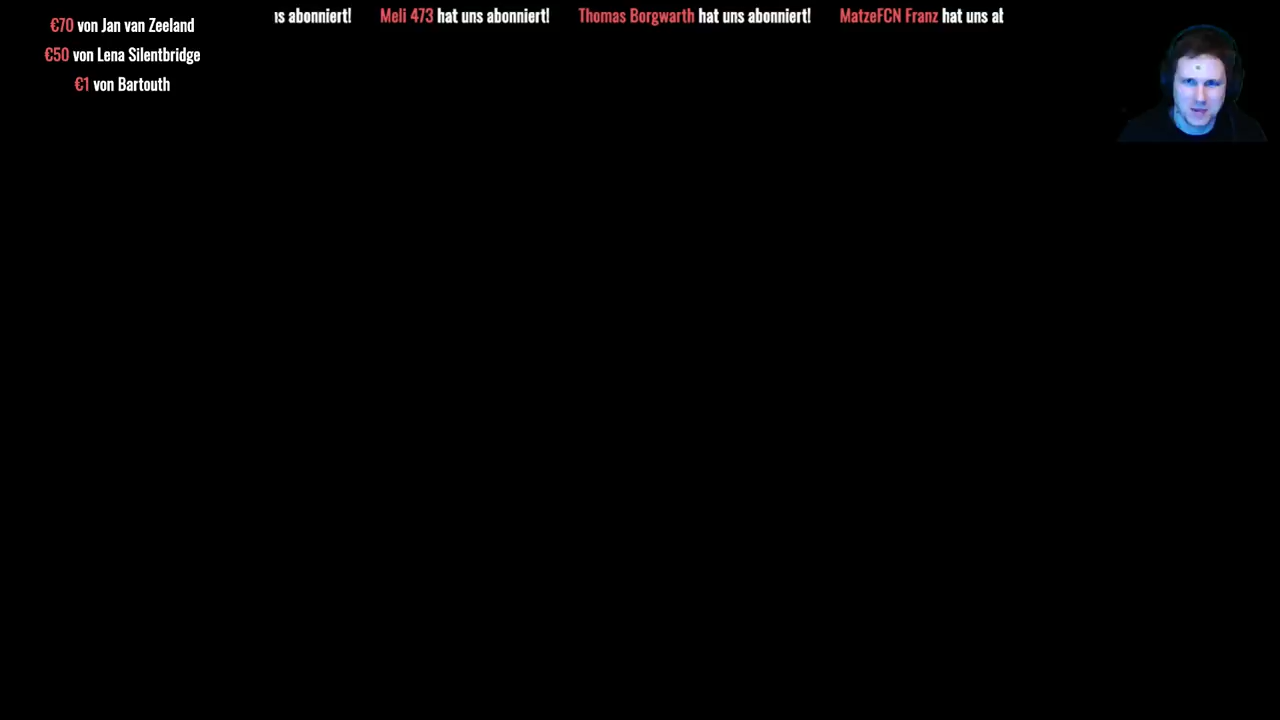 €70 von Jan van Zeeland
€50 von Lena Silentbridge
€1 von Bartouth
abonniert! Meli 473 hat uns abonniert! Thomas Borgwarth hat uns abonniert! MatzeFCN Franz hat uns